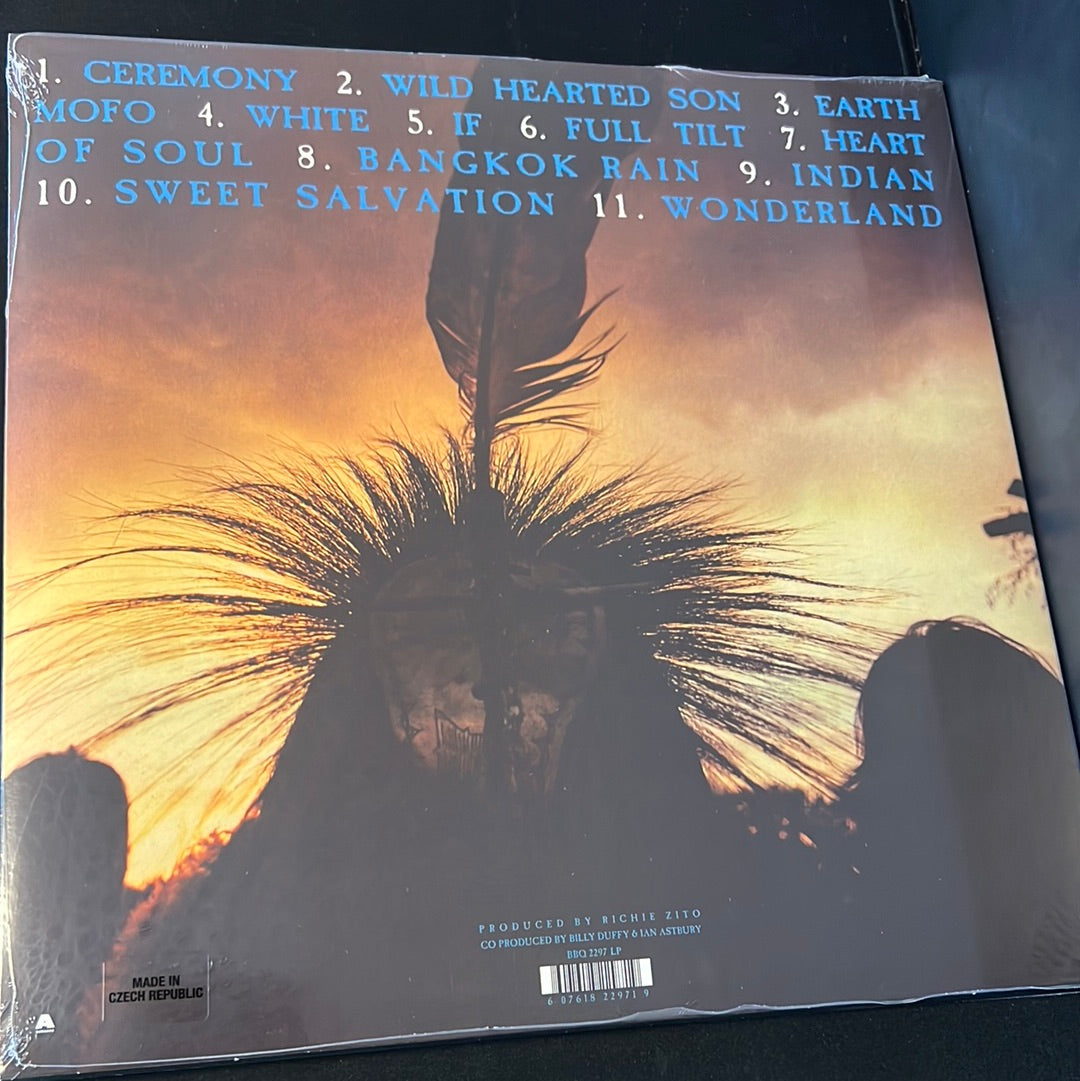 1. CEREMONY 2. WILD HEARTED SON 3. EARTH
MOFO 4. WHITE 5. IF 6. FULL TILT 7. HEART
OF SOUL 8. BANGKOK RAIN 9. INDIAN
10. SWEET SALVATION 11. WONDERLAND
PRODUCED BY RICHIE ZITO
CO PRODUCED BY BILLY DUFFY & IAN ASTBURY
BBQ 2297 LP
6 07618 22971 9
MADE IN
CZECH REPUBLIC
A